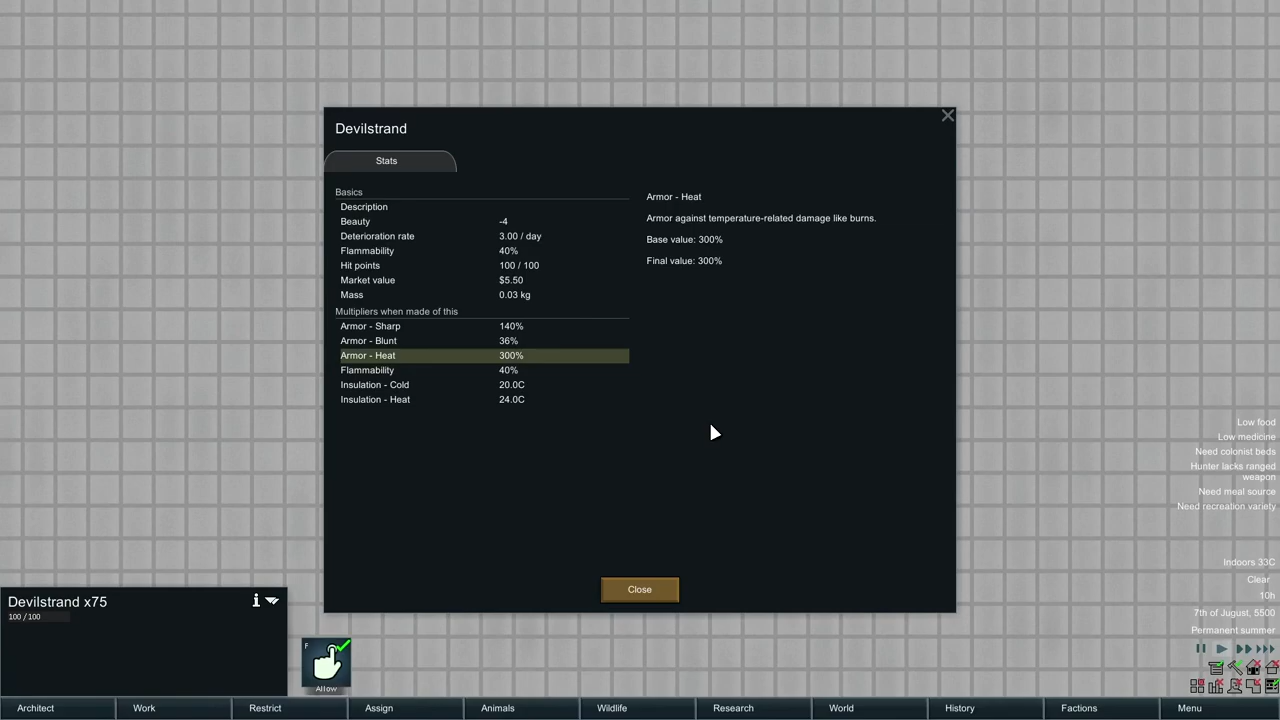 Devilstrand
Stats
Basics
Description
Beauty -4
Deterioration rate 3.00 / day
Flammability 40%
Hit points 100 / 100
Market value $5.50
Mass 0.03 kg
Multipliers when made of this
Armor - Sharp 140%
Armor - Blunt 36%
Armor - Heat 300%
Flammability 40%
Insulation - Cold 20.0C
Insulation - Heat 24.0C
Armor - Heat
Armor against temperature-related damage like burns.
Base value: 300%
Final value: 300%
Close
Low food
Low medicine
Need colonist beds
Hunter lacks ranged
weapon
Need meal source
Need recreation variety
Indoors 33C
Clear
10h
7th of Jugust, 5500
Permanent summer
Devilstrand x75
100 / 100
F
Allow
Architect Work Restrict Assign Animals Wildlife Research World History Factions Menu